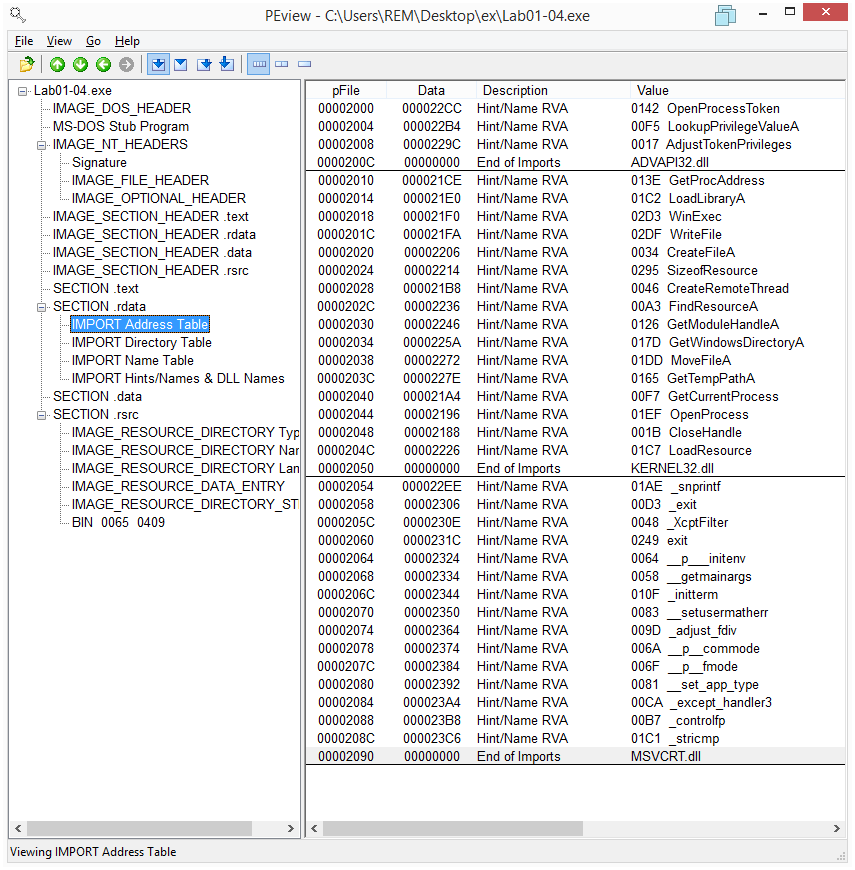 PEview - C:\Users\REM\Desktop\ex\Lab01-04.exe
File View Go Help
Lab01-04.exe
IMAGE_DOS_HEADER
MS-DOS Stub Program
IMAGE_NT_HEADERS
Signature
IMAGE_FILE_HEADER
IMAGE_OPTIONAL_HEADER
IMAGE_SECTION_HEADER .text
IMAGE_SECTION_HEADER .rdata
IMAGE_SECTION_HEADER .data
IMAGE_SECTION_HEADER .rsrc
SECTION .text
SECTION .rdata
IMPORT Address Table
IMPORT Directory Table
IMPORT Name Table
IMPORT Hints/Names & DLL Names
SECTION .data
SECTION .rsrc
IMAGE_RESOURCE_DIRECTORY Typ
IMAGE_RESOURCE_DIRECTORY Nar
IMAGE_RESOURCE_DIRECTORY Lan
IMAGE_RESOURCE_DATA_ENTRY
IMAGE_RESOURCE_DIRECTORY_STI
BIN 0065 0409
pFile Data Description Value
00002000 000022CC Hint/Name RVA 0142 OpenProcessToken
00002004 000022B4 Hint/Name RVA 00F5 LookupPrivilegeValueA
00002008 0000229C Hint/Name RVA 0017 AdjustTokenPrivileges
0000200C 00000000 End of Imports ADVAPI32.dll
00002010 000021CE Hint/Name RVA 013E GetProcAddress
00002014 000021E0 Hint/Name RVA 01C2 LoadLibraryA
00002018 000021F0 Hint/Name RVA 02D3 WinExec
0000201C 000021FA Hint/Name RVA 02DF WriteFile
00002020 00002206 Hint/Name RVA 0034 CreateFileA
00002024 00002214 Hint/Name RVA 0295 SizeofResource
00002028 000021B8 Hint/Name RVA 0046 CreateRemoteThread
0000202C 00002236 Hint/Name RVA 00A3 FindResourceA
00002030 00002246 Hint/Name RVA 0126 GetModuleHandleA
00002034 0000225A Hint/Name RVA 017D GetWindowsDirectoryA
00002038 00002272 Hint/Name RVA 01DD MoveFileA
0000203C 0000227E Hint/Name RVA 0165 GetTempPathA
00002040 000021A4 Hint/Name RVA 00F7 GetCurrentProcess
00002044 00002196 Hint/Name RVA 01EF OpenProcess
00002048 00002188 Hint/Name RVA 001B CloseHandle
0000204C 00002226 Hint/Name RVA 01C7 LoadResource
00002050 00000000 End of Imports KERNEL32.dll
00002054 000022EE Hint/Name RVA 01AE _snprintf
00002058 00002306 Hint/Name RVA 00D3 _exit
0000205C 0000230E Hint/Name RVA 0048 _XcptFilter
00002060 0000231C Hint/Name RVA 0249 exit
00002064 00002324 Hint/Name RVA 0064 __p___initenv
00002068 00002334 Hint/Name RVA 0058 __getmainargs
0000206C 00002344 Hint/Name RVA 010F _initterm
00002070 00002350 Hint/Name RVA 0083 __setusermatherr
00002074 00002364 Hint/Name RVA 009D _adjust_fdiv
00002078 00002374 Hint/Name RVA 006A __p__commode
0000207C 00002384 Hint/Name RVA 006F __p__fmode
00002080 00002392 Hint/Name RVA 0081 __set_app_type
00002084 000023A4 Hint/Name RVA 00CA _except_handler3
00002088 000023B8 Hint/Name RVA 00B7 _controlfp
0000208C 000023C6 Hint/Name RVA 01C1 _stricmp
00002090 00000000 End of Imports MSVCRT.dll
Viewing IMPORT Address Table